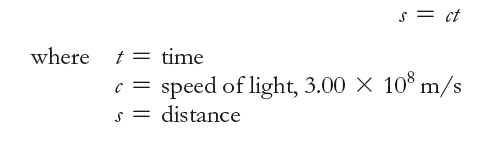 s = ct
where t = time
c = speed of light, 3.00 × 10⁸ m/s
s = distance